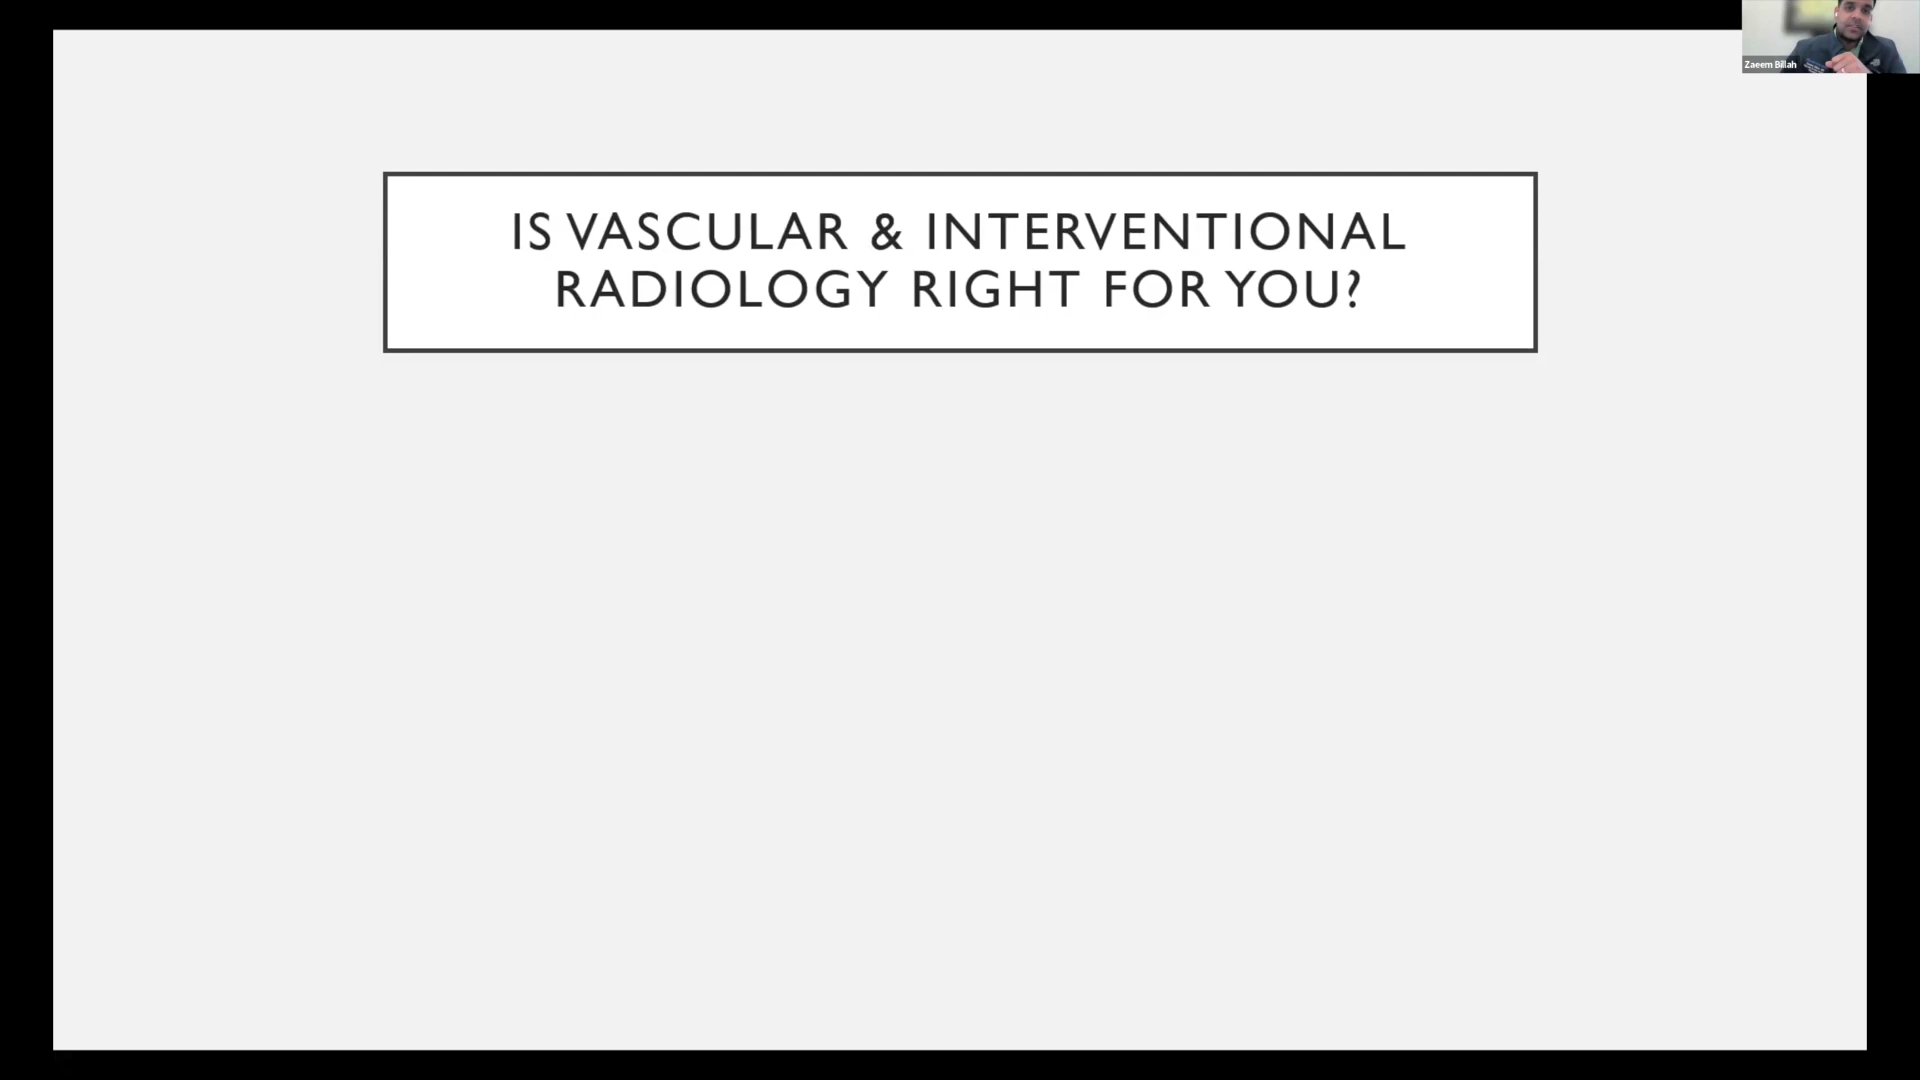 Zaeem Billah
IS VASCULAR & INTERVENTIONAL
RADIOLOGY RIGHT FOR YOU?